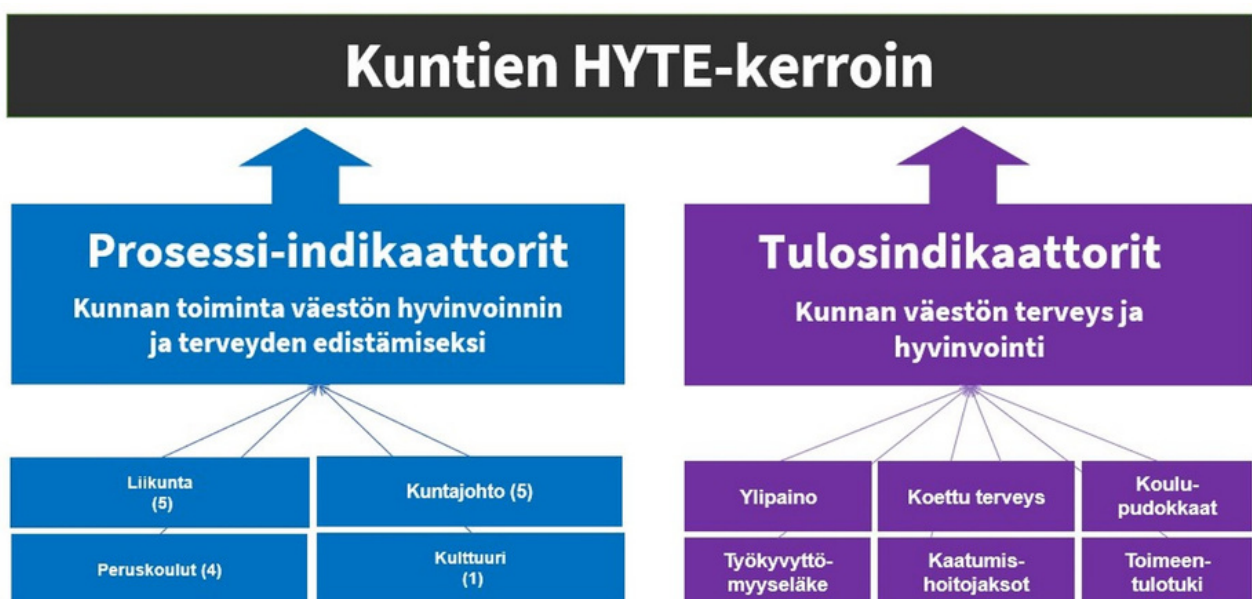 Kuntien HYTE-kerroin
Prosessi-indikaattorit
Kunnan toiminta väestön hyvinvoinnin
ja terveyden edistämiseksi
Tulosindikaattorit
Kunnan väestön terveys ja
hyvinvointi
Liikunta
(5)
Kuntajohto (5)
Peruskoulut (4)
Kulttuuri
(1)
Ylipaino
Koettu terveys
Koulu-
pudokkaat
Työkyvyttö-
myyseläke
Kaatumis-
hoitojaksot
Toimeen-
tulotuki